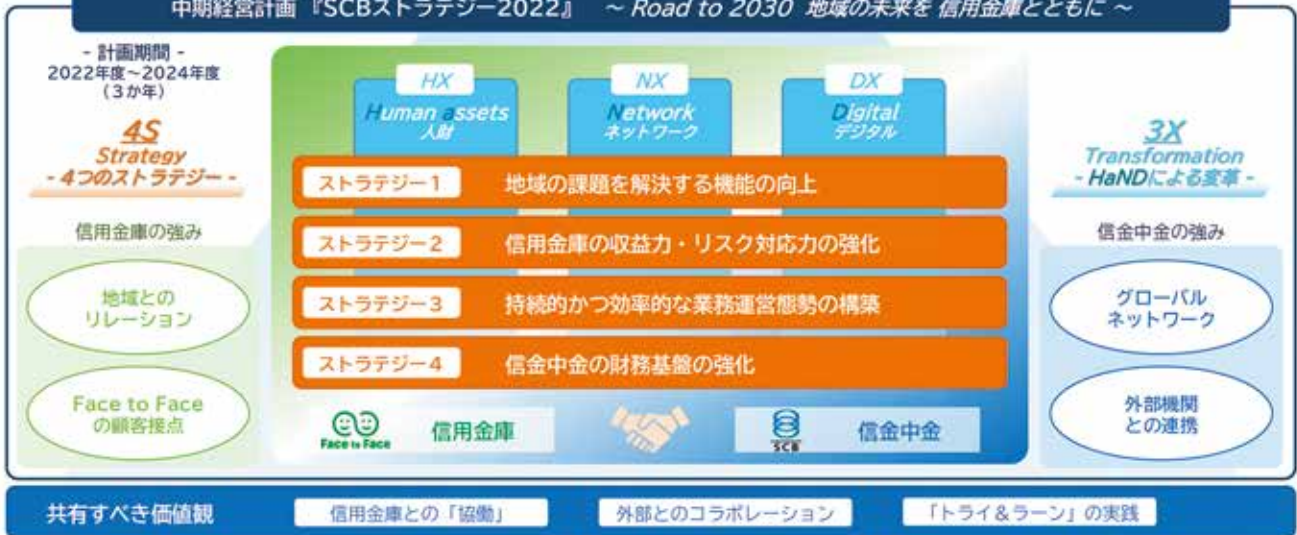 中期経営計画 『SCBストラテジー2022』 ～ Road to 2030 地域の未来を 信用金庫とともに ～
- 計画期間 -
2022年度～2024年度
（3か年）
4S
Strategy
- 4つのストラテジー -
信用金庫の強み
地域との
リレーション
Face to Face
の顧客接点
HX
Human assets
人財
NX
Network
ネットワーク
DX
Digital
デジタル
ストラテジー1 地域の課題を解決する機能の向上
ストラテジー2 信用金庫の収益力・リスク対応力の強化
ストラテジー3 持続的かつ効率的な業務運営態勢の構築
ストラテジー4 信金中金の財務基盤の強化
Face to Face 信用金庫
SCB 信金中金
3X
Transformation
- HaNDによる変革 -
信金中金の強み
グローバル
ネットワーク
外部機関
との連携
共有すべき価値観 信用金庫との「協働」 外部とのコラボレーション 「トライ＆ラーン」の実践